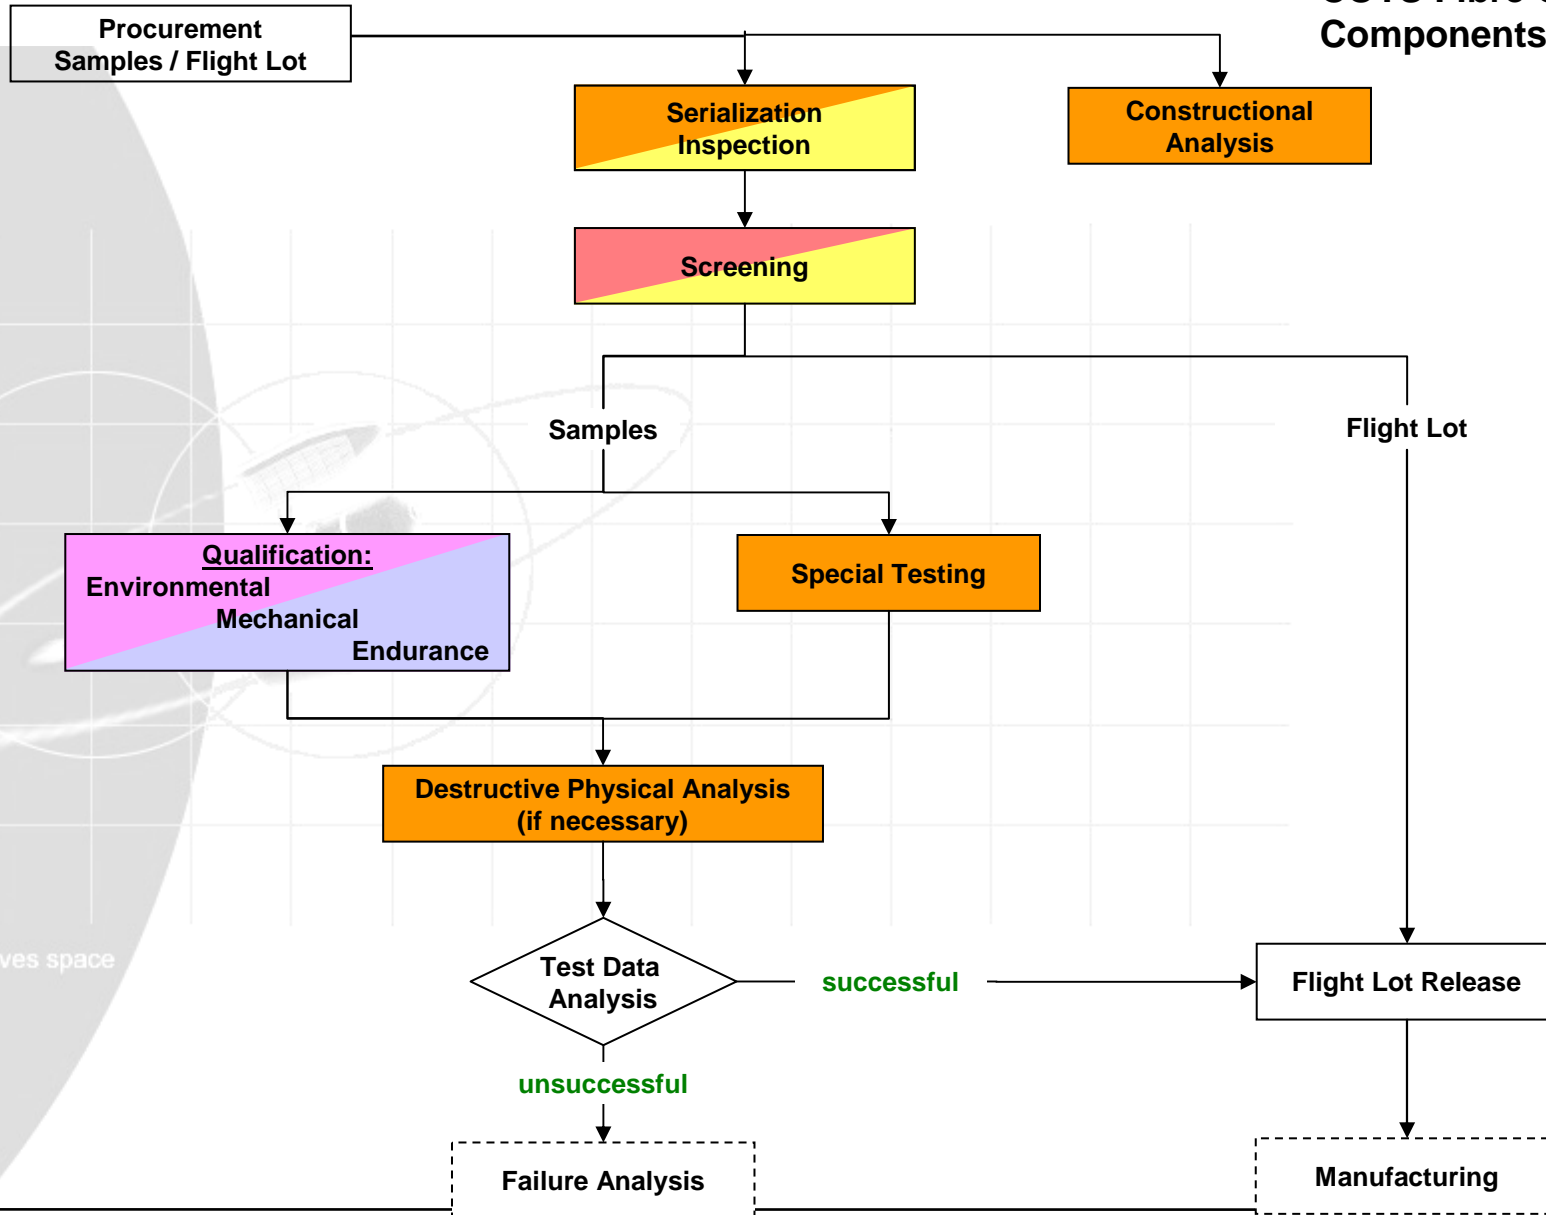 Components
Procurement
Samples / Flight Lot
Serialization
Inspection
Constructional
Analysis
Screening
Samples
Flight Lot
Qualification:
Environmental
Mechanical
Endurance
Special Testing
Destructive Physical Analysis
(if necessary)
space
Test Data
Analysis
successful
Flight Lot Release
unsuccessful
Failure Analysis
Manufacturing